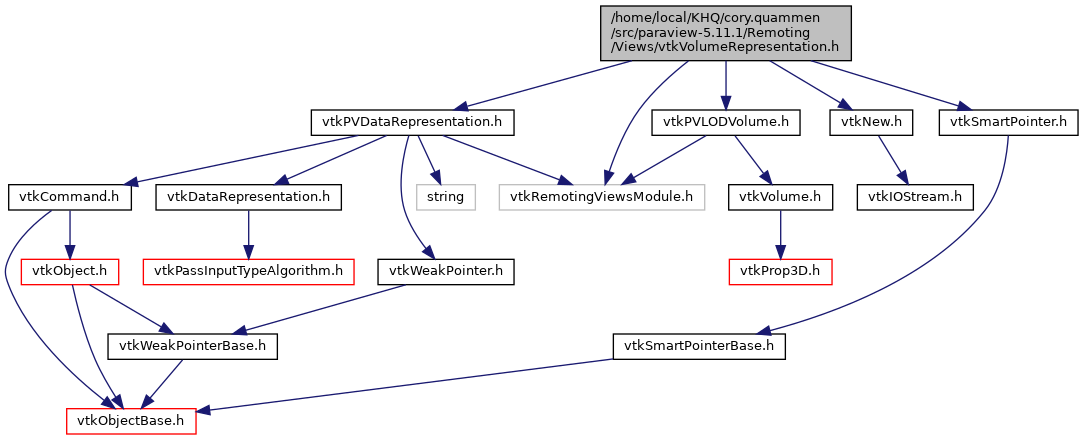 /home/local/KHQ/cory.quammen
/src/paraview-5.11.1/Remoting
/Views/vtkVolumeRepresentation.h
vtkPVDataRepresentation.h
vtkPVLODVolume.h
vtkNew.h
vtkSmartPointer.h
vtkCommand.h
vtkDataRepresentation.h
string
vtkRemotingViewsModule.h
vtkVolume.h
vtkIOStream.h
vtkObject.h
vtkPassInputTypeAlgorithm.h
vtkWeakPointer.h
vtkProp3D.h
vtkWeakPointerBase.h
vtkSmartPointerBase.h
vtkObjectBase.h